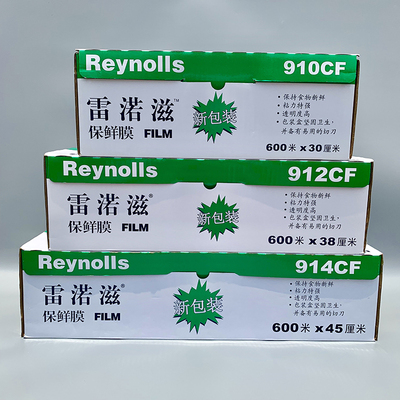 Reynolls 910CF
雷渃滋™
保鲜膜 FILM
新包装
·保持食物新鲜
·粘力特强
·透明度高
·包装盒坚固卫生，
并备有易用的切刀
600米 x 30厘米
Reynolls 912CF
雷渃滋®
保鲜膜 FILM
新包装
·保持食物新鲜
·粘力特强
·透明度高
·包装盒坚固卫生，
并备有易用的切刀
600米 x 38厘米
Reynolls 914CF
雷渃滋®
保鲜膜 FILM
新包装
·保持食物新鲜
·粘力特强
·透明度高
·包装盒坚固卫生，
并备有易用的切刀
600米 x 45厘米